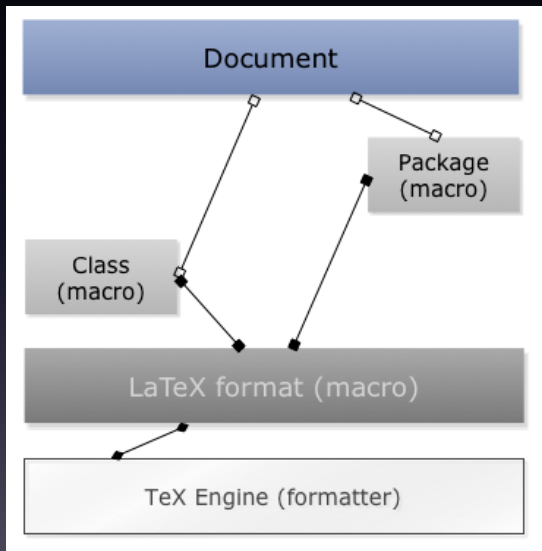 Document
Package
(macro)
Class
(macro)
LaTeX format (macro)
TeX Engine (formatter)